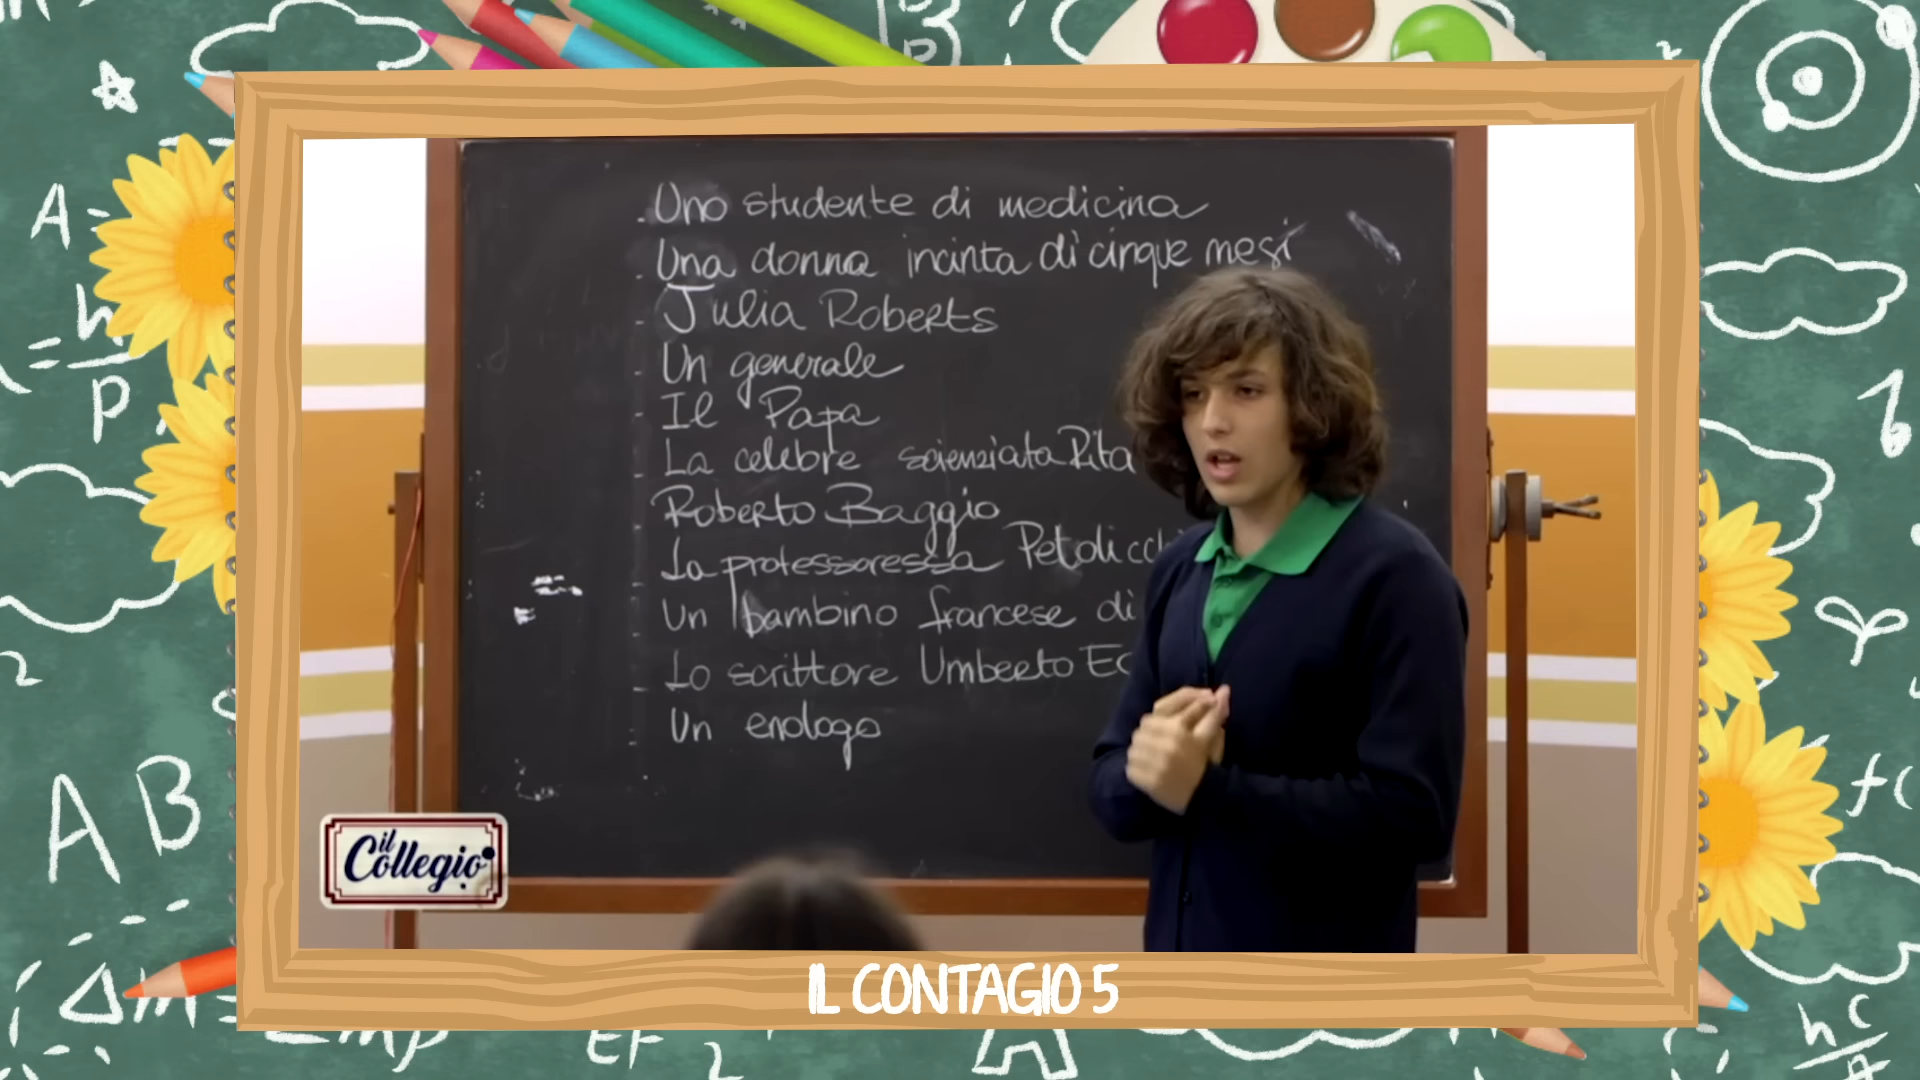 Uno studente di medicina
Una donna incinta di cinque mesi
Julia Roberts
Un generale
Il Papa
La celebre scienziata Rita
Roberto Baggio
La professoressa
Un bambino francese di
Lo scrittore Umberto
Un enologo
il Collegio
IL CONTAGIO 5
A=
=h/p
A B
B